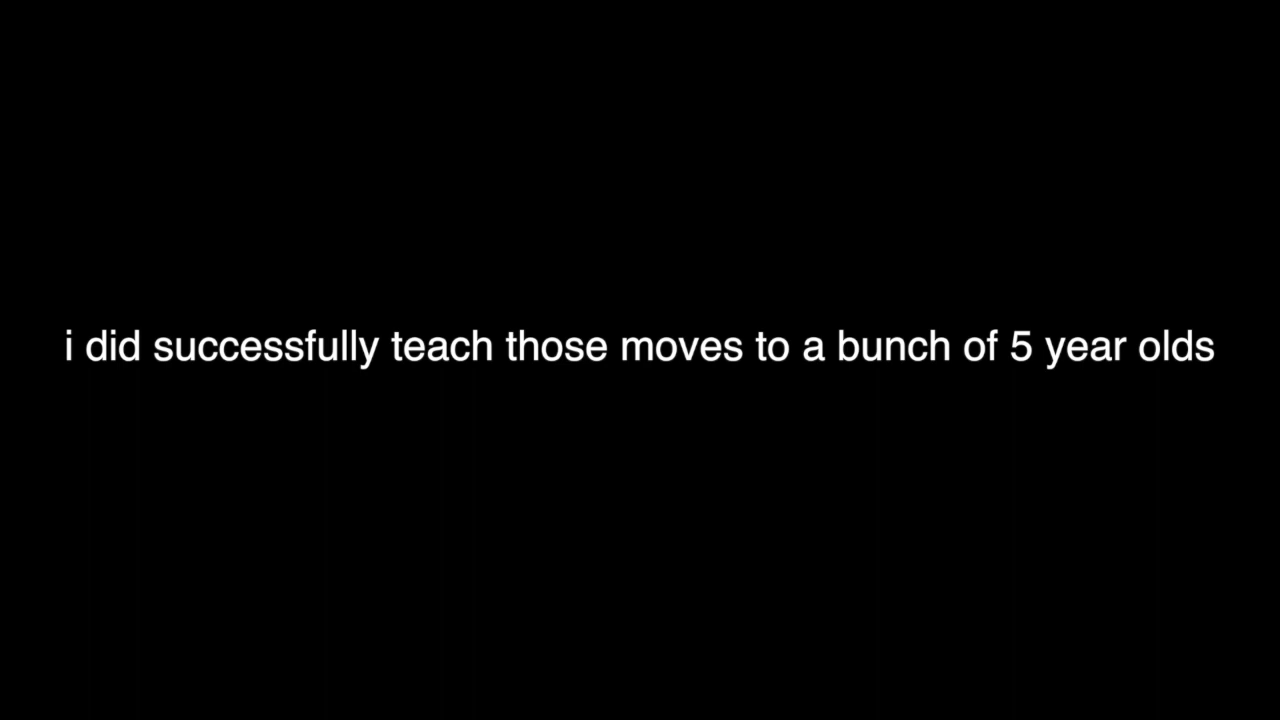 i did successfully teach those moves to a bunch of 5 year olds